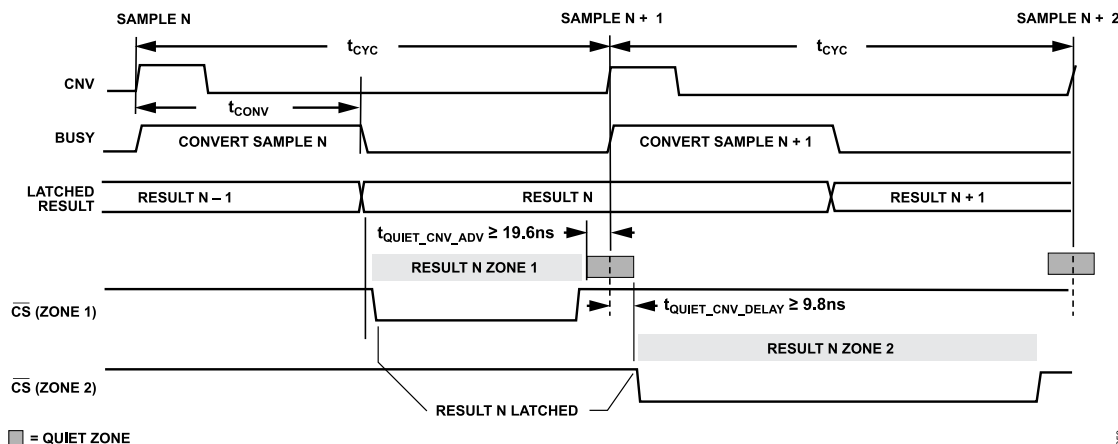 SAMPLE N
SAMPLE N + 1
SAMPLE N + 2
tCYC
tCYC
CNV
tCONV
BUSY
CONVERT SAMPLE N
CONVERT SAMPLE N + 1
LATCHED
RESULT
RESULT N – 1
RESULT N
RESULT N + 1
tQUIET_CNV_ADV ≥ 19.6ns
RESULT N ZONE 1
CS (ZONE 1)
tQUIET_CNV_DELAY ≥ 9.8ns
RESULT N ZONE 2
CS (ZONE 2)
RESULT N LATCHED
= QUIET ZONE